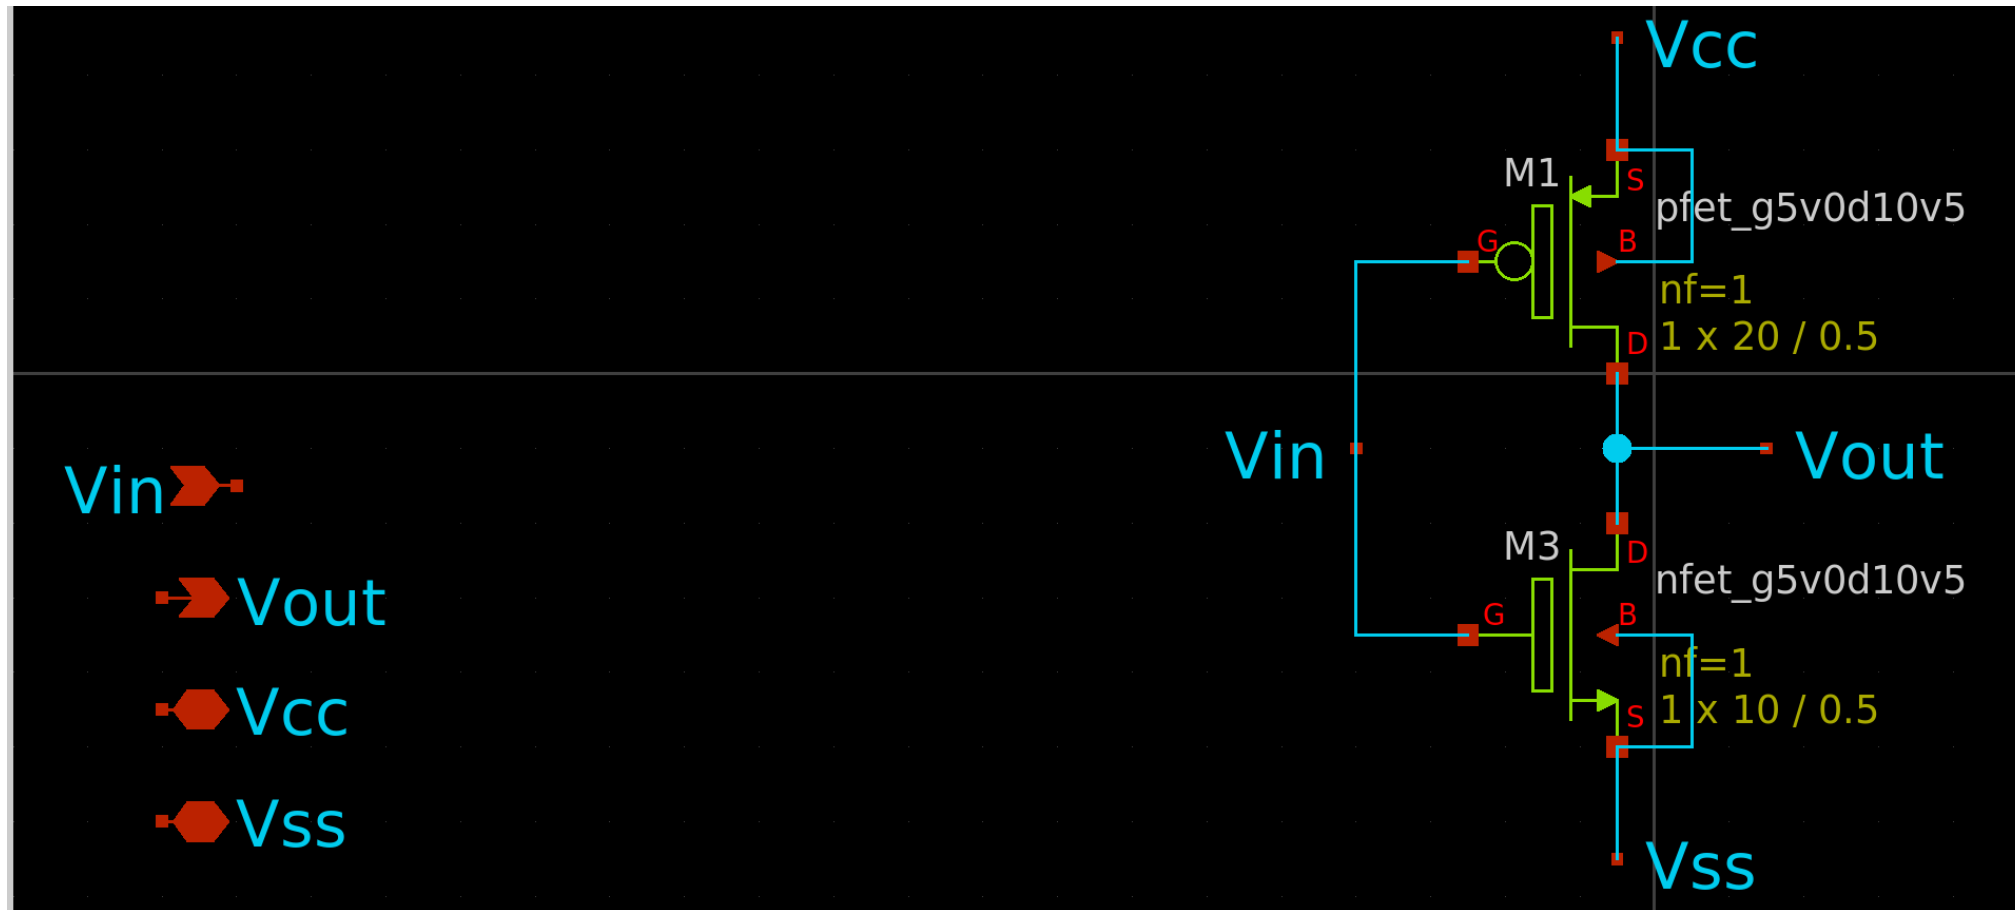 Vcc
M1
S
pfet_g5v0d10v5
G
B
nf=1
1 x 20 / 0.5
D
Vin
Vout
Vin
M3
D
nfet_g5v0d10v5
Vout
G
B
nf=1
1 x 10 / 0.5
S
Vcc
Vss
Vss